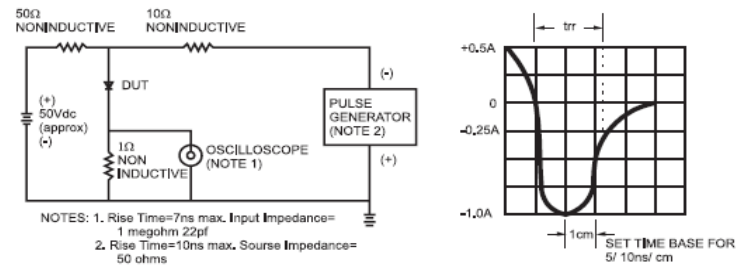 50Ω
NONINDUCTIVE
10Ω
NONINDUCTIVE
(+)
50Vdc
(approx)
(-)
DUT
1Ω
NON
INDUCTIVE
OSCILLOSCOPE
(NOTE 1)
(-)
PULSE
GENERATOR
(NOTE 2)
(+)
NOTES: 1. Rise Time=7ns max. Input Impedance=
1 megohm 22pf
2. Rise Time=10ns max. Sourse Impedance=
50 ohms
trr
+0.5A
0
-0,25A
-1.0A
1cm
SET TIME BASE FOR
5/ 10ns/ cm